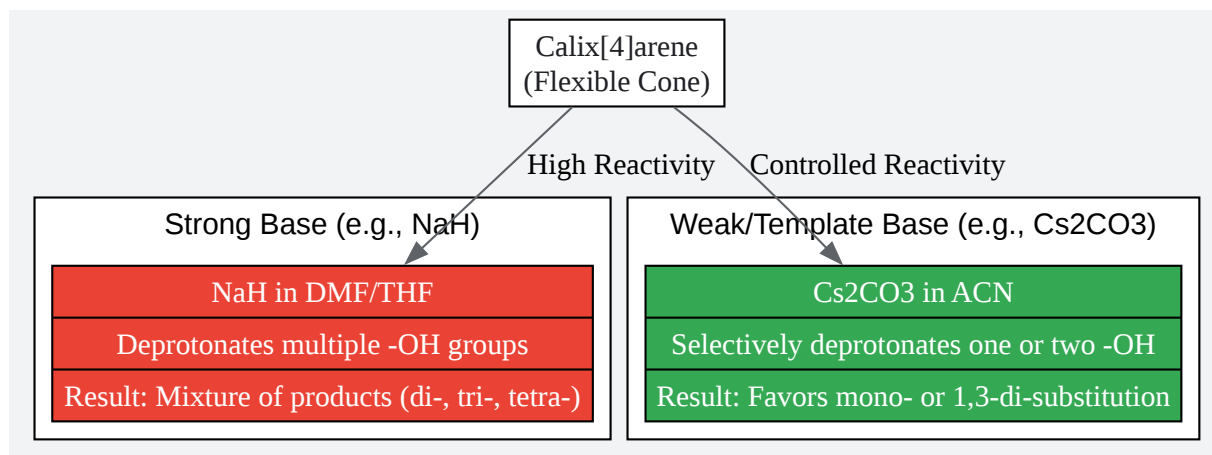 Calix[4]arene
(Flexible Cone)
High Reactivity
Controlled Reactivity
Strong Base (e.g., NaH)
NaH in DMF/THF
Deprotonates multiple -OH groups
Result: Mixture of products (di-, tri-, tetra-)
Weak/Template Base (e.g., Cs2CO3)
Cs2CO3 in ACN
Selectively deprotonates one or two -OH
Result: Favors mono- or 1,3-di-substitution